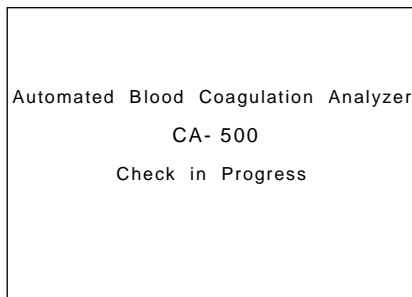 Automated Blood Coagulation Analyzer
CA- 500
Check in Progress